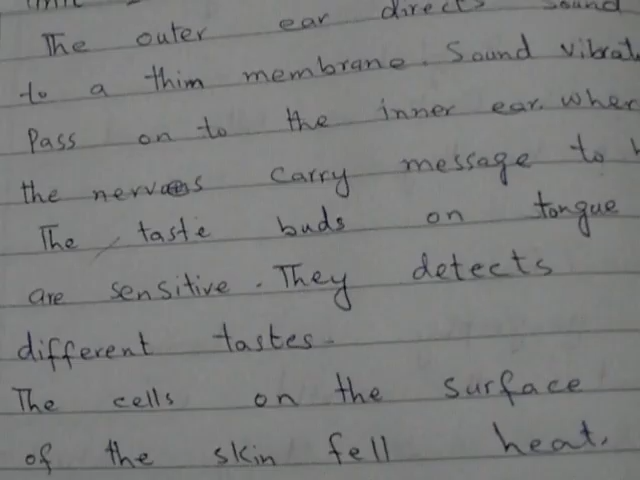 The outer ear directs sound
to a thim membrane. Sound
Pass on to the inner ear.
the nerves carry message to
The taste buds on tongue
are sensitive. They detects
different tastes.
The cells on the surface
of the skin fell heat.